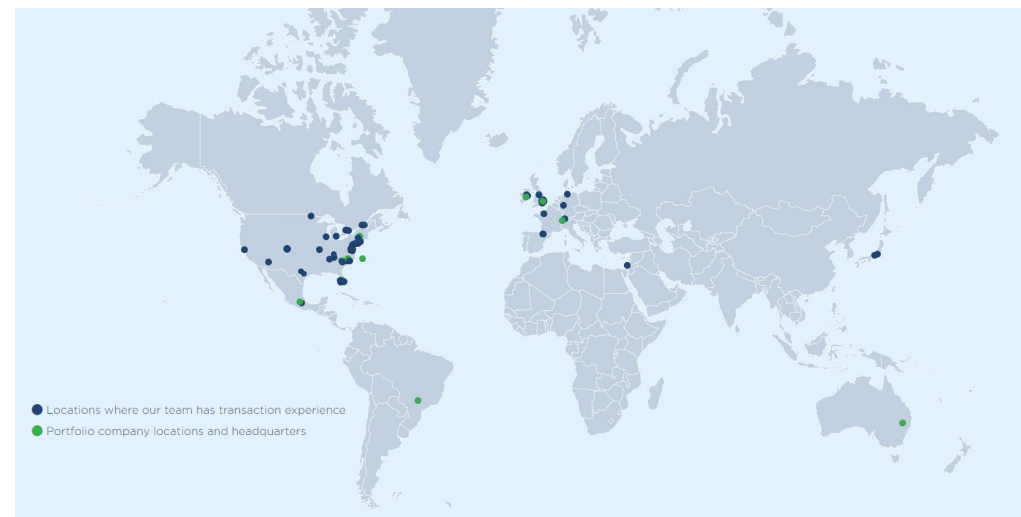 Locations where our team has transaction experience
Portfolio company locations and headquarters